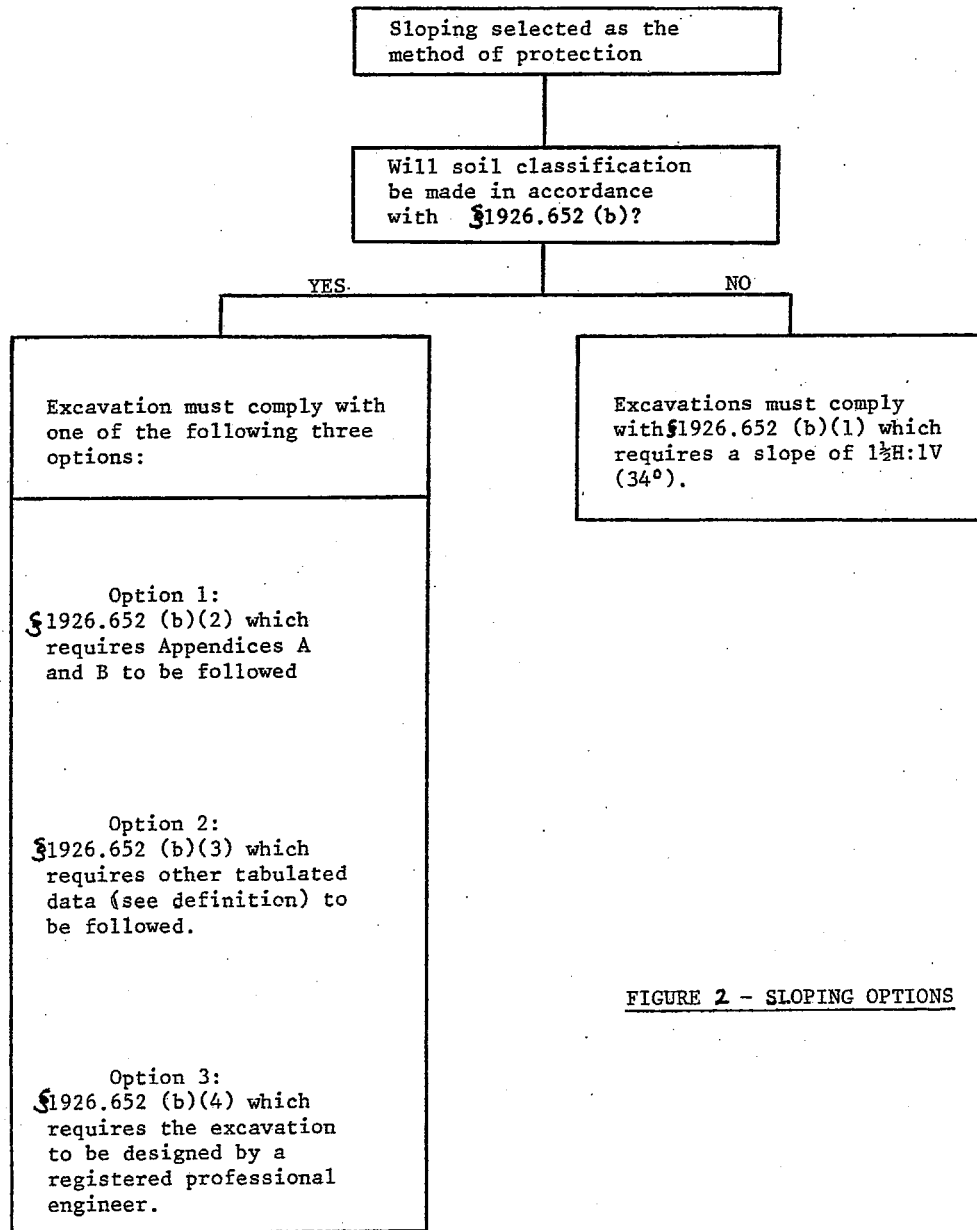 Sloping selected as the
method of protection
Will soil classification
be made in accordance
with §1926.652 (b)?
YES
NO
Excavation must comply with
one of the following three
options:
Option 1:
§1926.652 (b)(2) which
requires Appendices A
and B to be followed
Option 2:
§1926.652 (b)(3) which
requires other tabulated
data (see definition) to
be followed.
Option 3:
§1926.652 (b)(4) which
requires the excavation
to be designed by a
registered professional
engineer.
Excavations must comply
with §1926.652 (b)(1) which
requires a slope of 1½H:1V
(34°).
FIGURE 2 - SLOPING OPTIONS